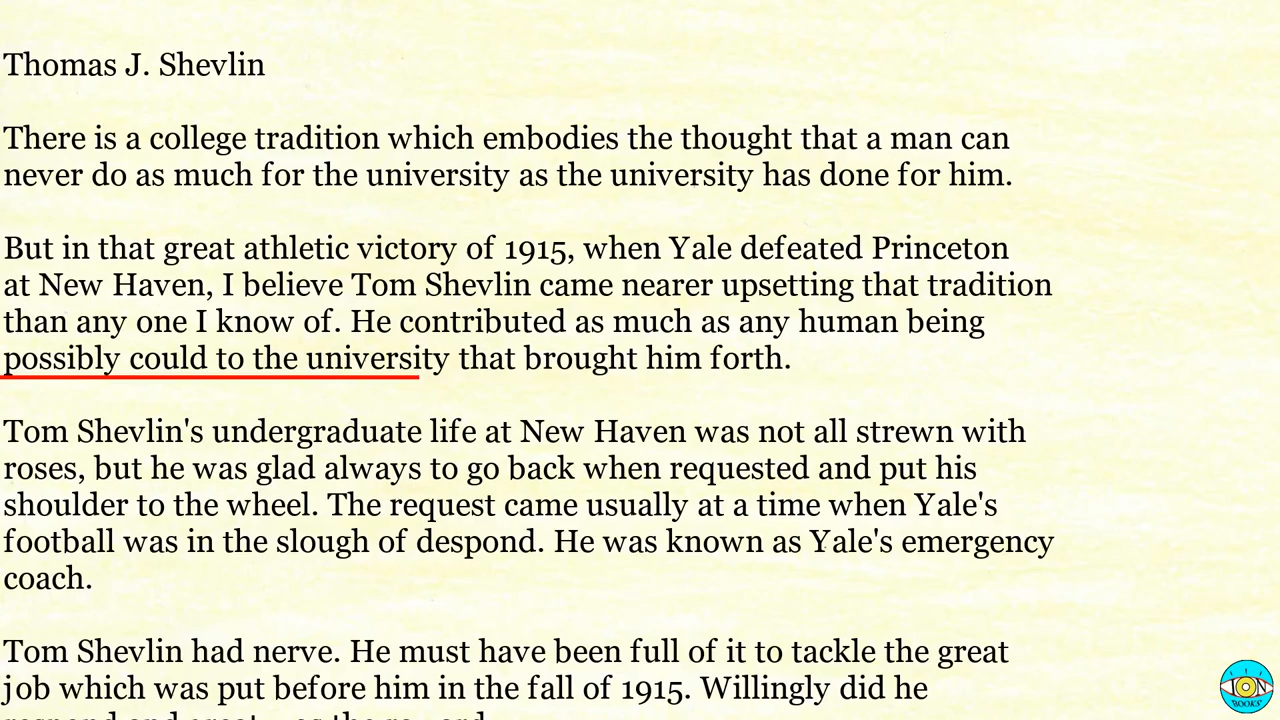 Thomas J. Shevlin
There is a college tradition which embodies the thought that a man can
never do as much for the university as the university has done for him.
But in that great athletic victory of 1915, when Yale defeated Princeton
at New Haven, I believe Tom Shevlin came nearer upsetting that tradition
than any one I know of. He contributed as much as any human being
possibly could to the university that brought him forth.
Tom Shevlin's undergraduate life at New Haven was not all strewn with
roses, but he was glad always to go back when requested and put his
shoulder to the wheel. The request came usually at a time when Yale's
football was in the slough of despond. He was known as Yale's emergency
coach.
Tom Shevlin had nerve. He must have been full of it to tackle the great
job which was put before him in the fall of 1915. Willingly did he
ION
BOOKS